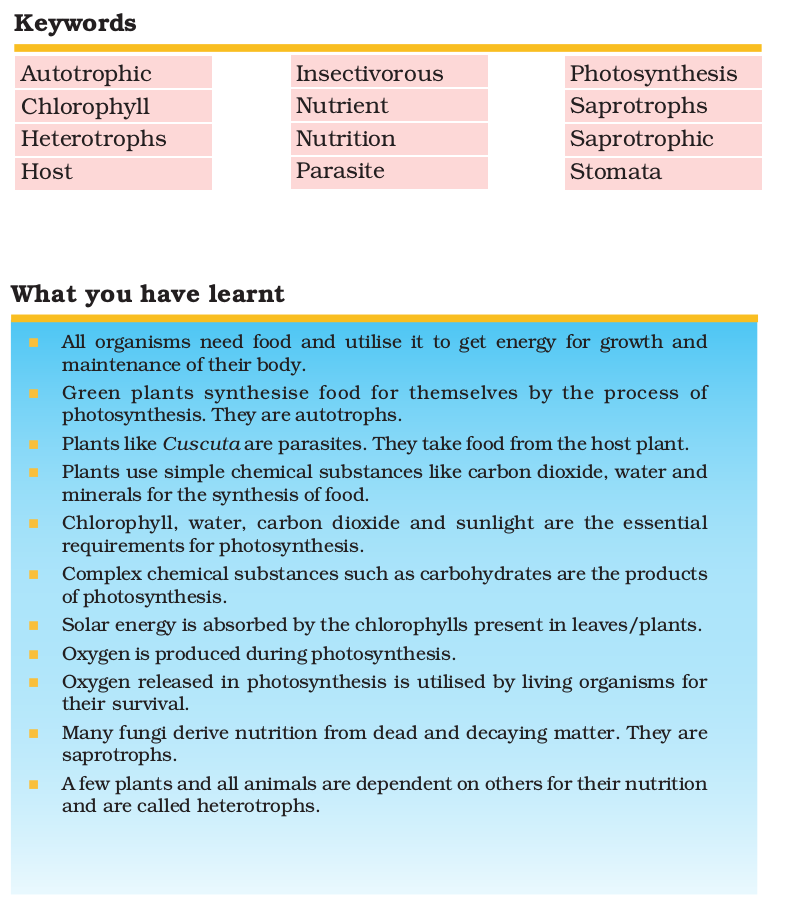 Keywords
Autotrophic
Chlorophyll
Heterotrophs
Host
Insectivorous
Nutrient
Nutrition
Parasite
Photosynthesis
Saprotrophs
Saprotrophic
Stomata
What you have learnt
■ All organisms need food and utilise it to get energy for growth and
maintenance of their body.
■ Green plants synthesise food for themselves by the process of
photosynthesis. They are autotrophs.
■ Plants like Cuscuta are parasites. They take food from the host plant.
■ Plants use simple chemical substances like carbon dioxide, water and
minerals for the synthesis of food.
■ Chlorophyll, water, carbon dioxide and sunlight are the essential
requirements for photosynthesis.
■ Complex chemical substances such as carbohydrates are the products
of photosynthesis.
■ Solar energy is absorbed by the chlorophylls present in leaves/plants.
■ Oxygen is produced during photosynthesis.
■ Oxygen released in photosynthesis is utilised by living organisms for
their survival.
■ Many fungi derive nutrition from dead and decaying matter. They are
saprotrophs.
■ A few plants and all animals are dependent on others for their nutrition
and are called heterotrophs.